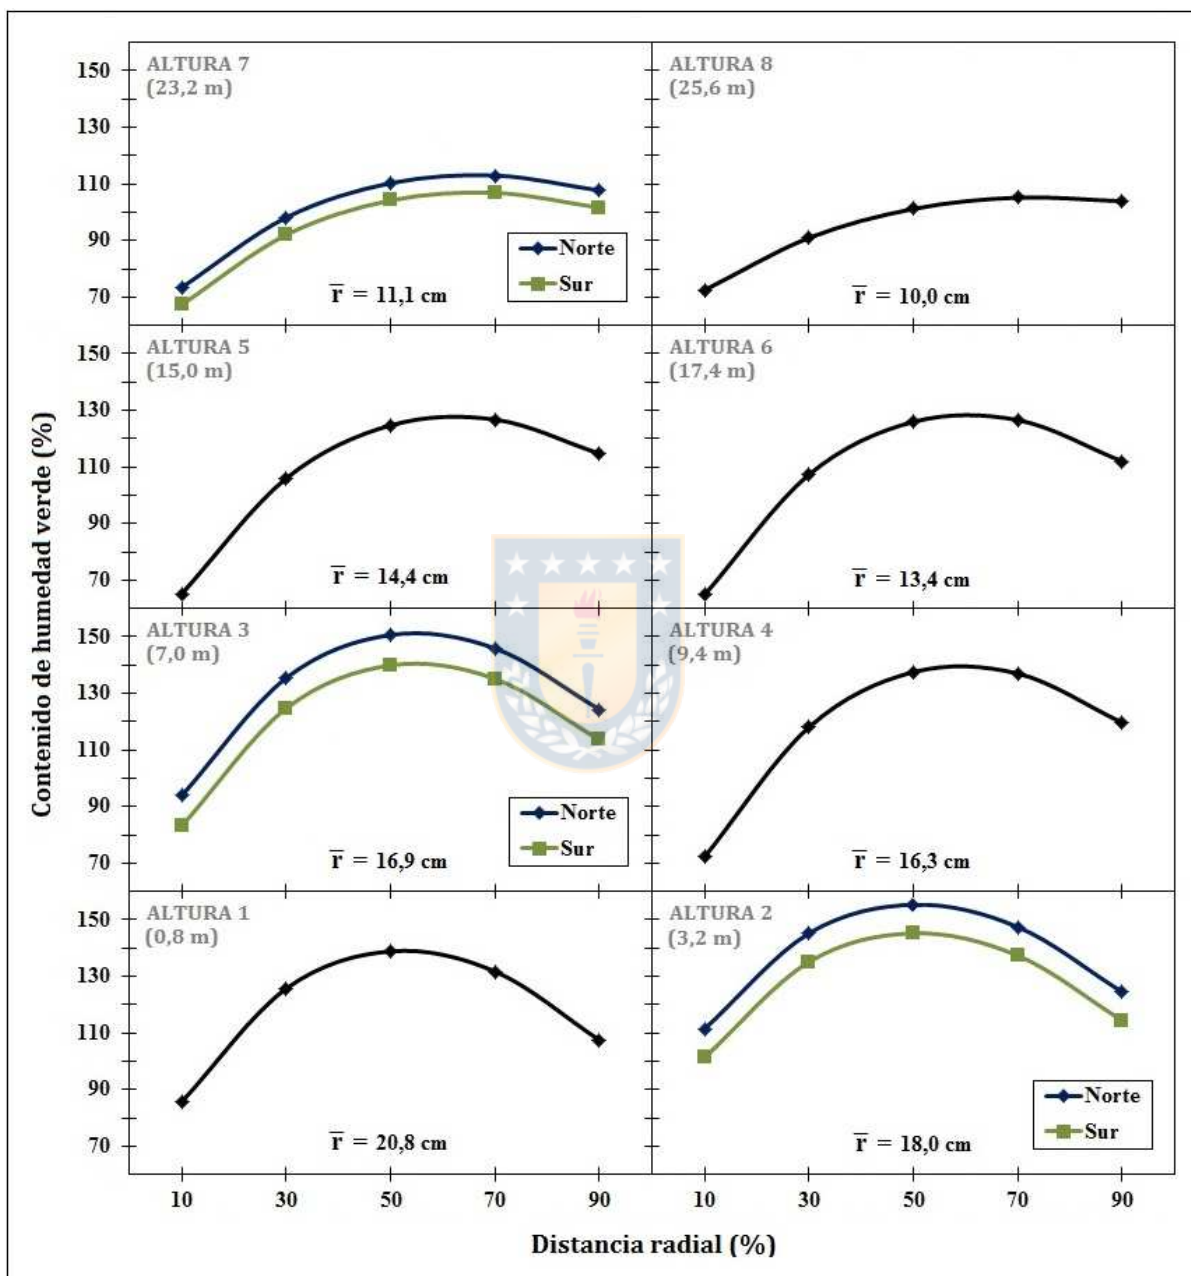 Contenido de humedad verde (%)
ALTURA 7
(23,2 m)
150
130
110
90
70
Norte
Sur
r̅ = 11,1 cm
ALTURA 8
(25,6 m)
r̅ = 10,0 cm
ALTURA 5
(15,0 m)
150
130
110
90
70
r̅ = 14,4 cm
ALTURA 6
(17,4 m)
r̅ = 13,4 cm
ALTURA 3
(7,0 m)
150
130
110
90
70
Norte
Sur
r̅ = 16,9 cm
ALTURA 4
(9,4 m)
r̅ = 16,3 cm
ALTURA 1
(0,8 m)
150
130
110
90
70
r̅ = 20,8 cm
ALTURA 2
(3,2 m)
Norte
Sur
r̅ = 18,0 cm
10 30 50 70 90 10 30 50 70 90
Distancia radial (%)